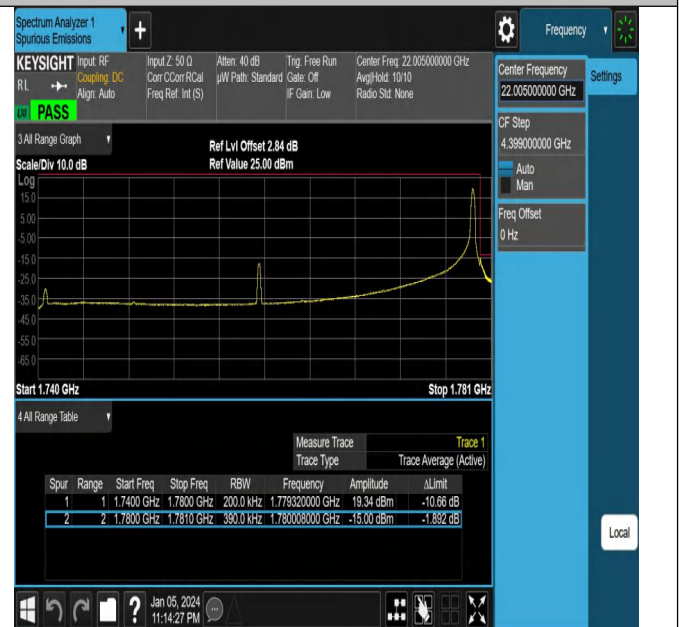 Spectrum Analyzer 1
Spurious Emissions
+
Frequency
KEYSIGHT
RL
PASS
Input: RF
Coupling: DC
Align: Auto
Input Z: 50 Ω
Corr CCorr RCal
Freq Ref: Int (S)
Atten: 40 dB
µW Path: Standard
Trig: Free Run
Gate: Off
IF Gain: Low
Center Freq: 22.005000000 GHz
Avg|Hold: 10/10
Radio Std: None
Center Frequency
22.005000000 GHz
Settings
CF Step
4.399000000 GHz
Auto
Man
Freq Offset
0 Hz
3 All Range Graph
Scale/Div 10.0 dB
Ref Lvl Offset 2.84 dB
Ref Value 25.00 dBm
Log
15.0
5.00
-5.00
-15.0
-25.0
-35.0
-45.0
-55.0
-65.0
Start 1.740 GHz
Stop 1.781 GHz
4 All Range Table
Measure Trace Trace 1
Trace Type Trace Average (Active)
Spur Range Start Freq Stop Freq RBW Frequency Amplitude ΔLimit
1 1 1.7400 GHz 1.7800 GHz 200.0 kHz 1.779320000 GHz 19.34 dBm -10.66 dB
2 2 1.7800 GHz 1.7810 GHz 390.0 kHz 1.780008000 GHz -15.00 dBm -1.892 dB
Local
?
Jan 05, 2024
11:14:27 PM